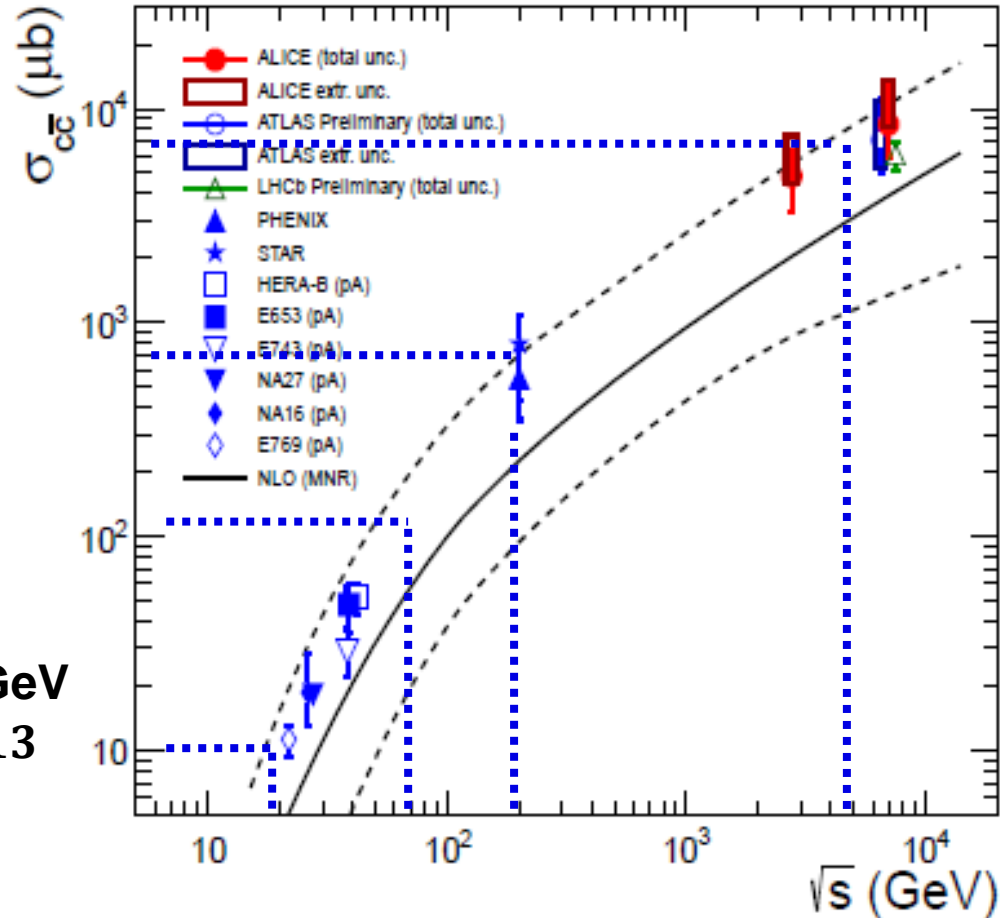 σcc̄ (μb)
ALICE (total unc.)
ALICE extr. unc.
ATLAS Preliminary (total unc.)
ATLAS extr. unc.
LHCb Preliminary (total unc.)
PHENIX
STAR
HERA-B (pA)
E653 (pA)
E743 (pA)
NA27 (pA)
NA16 (pA)
E769 (pA)
NLO (MNR)
10⁴
10³
10²
10
GeV
13
10 10² 10³ 10⁴
√s (GeV)